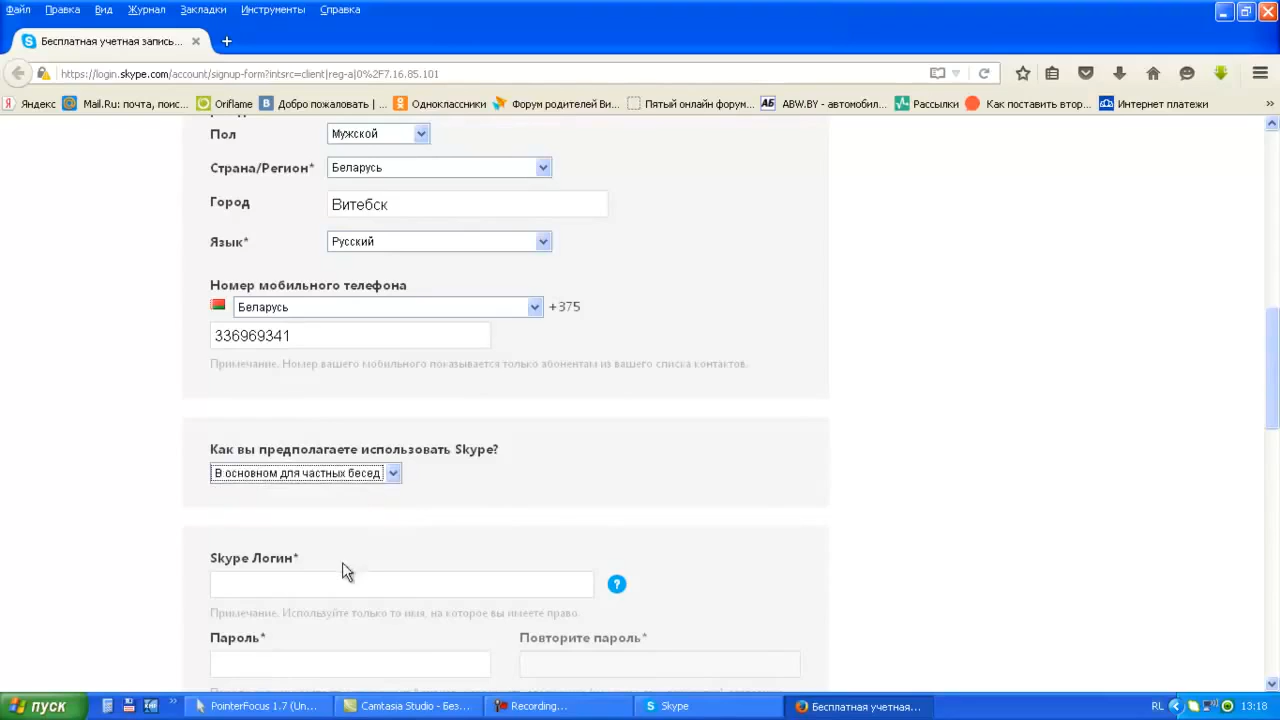 Файл Правка Вид Журнал Закладки Инструменты Справка
Бесплатная учетная запись...
https://login.skype.com/account/signup-form?intsrc=client|reg-a|0%2F7.16.85.101
Яндекс Mail.Ru: почта, поис... Oriflame Добро пожаловать | ... Одноклассники Форум родителей Ви... Пятый онлайн форум... АБ ABW.BY - автомобил... Рассылки Как поставить втор... Интернет платежи »
Пол Мужской
Страна/Регион* Беларусь
Город Витебск
Язык* Русский
Номер мобильного телефона
Беларусь +375
336969341
Примечание. Номер вашего мобильного показывается только абонентам из вашего списка контактов.
Как вы предполагаете использовать Skype?
В основном для частных бесед
Skype Логин*
?
Примечание. Используйте только то имя, на которое вы имеете право.
Пароль* Повторите пароль*
пуск » PointerFocus 1.7 (Un... Camtasia Studio - Без... Recording... Skype Бесплатная учетная... RL 13:18